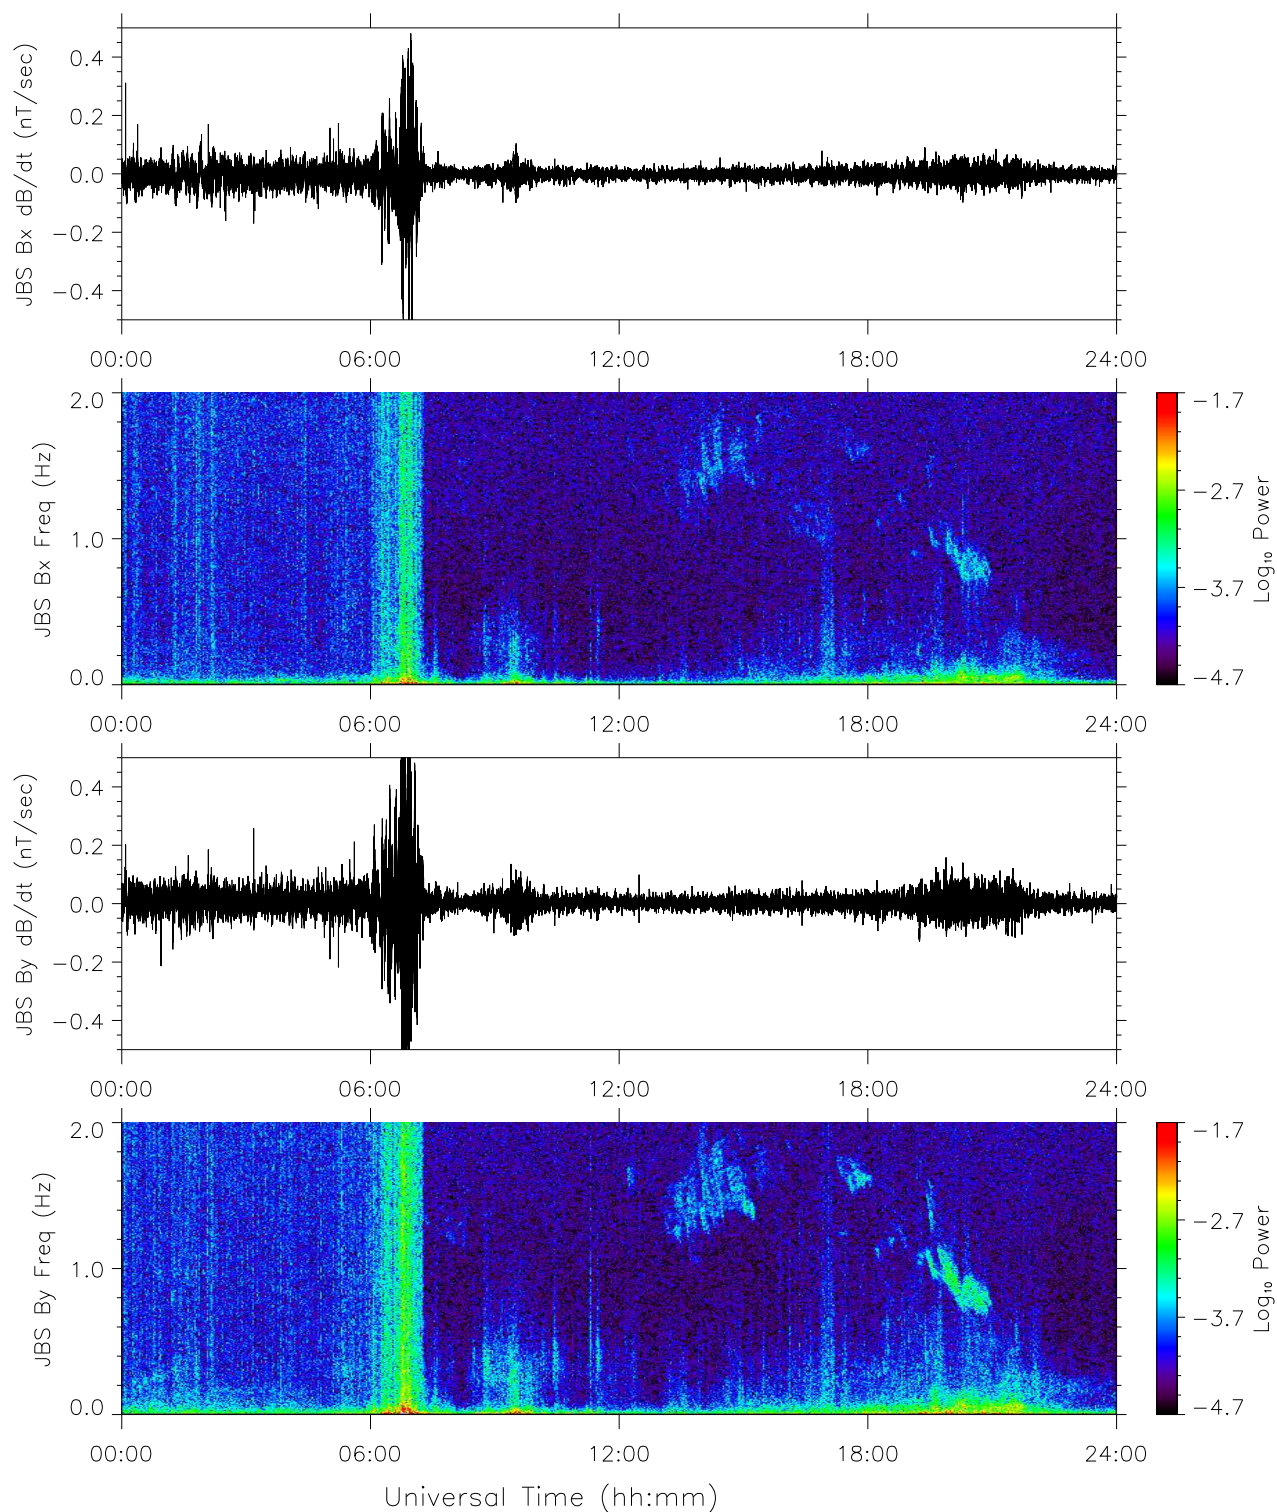 JBS Bx dB/dt (nT/sec)
0.4
0.2
0.0
−0.2
−0.4
00:00 06:00 12:00 18:00 24:00
JBS Bx Freq (Hz)
2.0
1.0
0.0
00:00 06:00 12:00 18:00 24:00
−1.7
−2.7
−3.7
−4.7
Log₁₀ Power
JBS By dB/dt (nT/sec)
0.4
0.2
0.0
−0.2
−0.4
00:00 06:00 12:00 18:00 24:00
JBS By Freq (Hz)
2.0
1.0
0.0
00:00 06:00 12:00 18:00 24:00
−1.7
−2.7
−3.7
−4.7
Log₁₀ Power
Universal Time (hh:mm)